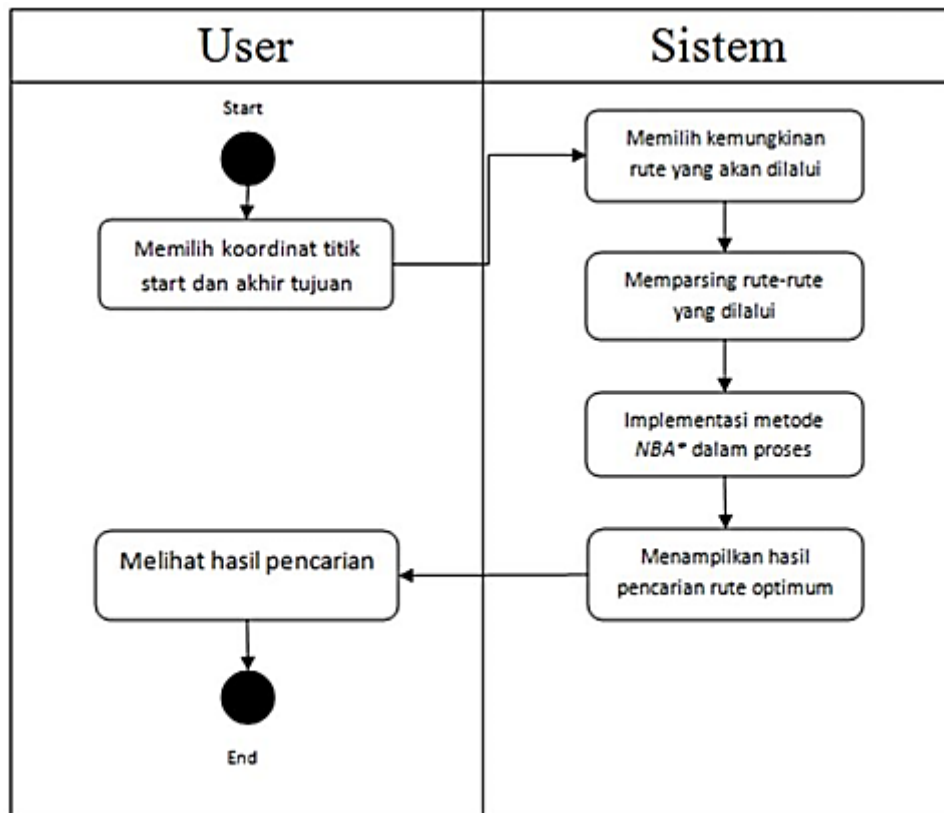 User
Sistem
Start
Memilih koordinat titik
start dan akhir tujuan
Memilih kemungkinan
rute yang akan dilalui
Memparsing rute-rute
yang dilalui
Implementasi metode
NBA* dalam proses
Menampilkan hasil
pencarian rute optimum
Melihat hasil pencarian
End